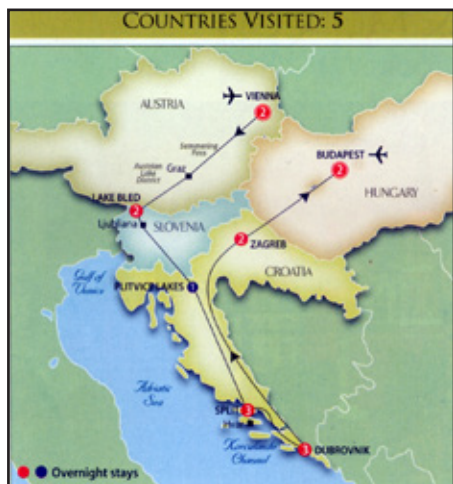 COUNTRIES VISITED: 5
VIENNA
2
AUSTRIA
Semmering
Pass
BUDAPEST
2
Graz
Austrian
Lake
District
HUNGARY
LAKE BLED
2
Ljubljana
SLOVENIA
2
ZAGREB
CROATIA
Gulf of
Venice
PLITVICE LAKES
1
Adriatic
Sea
SPLIT
3
Hvar
Channel
3
DUBROVNIK
Overnight stays